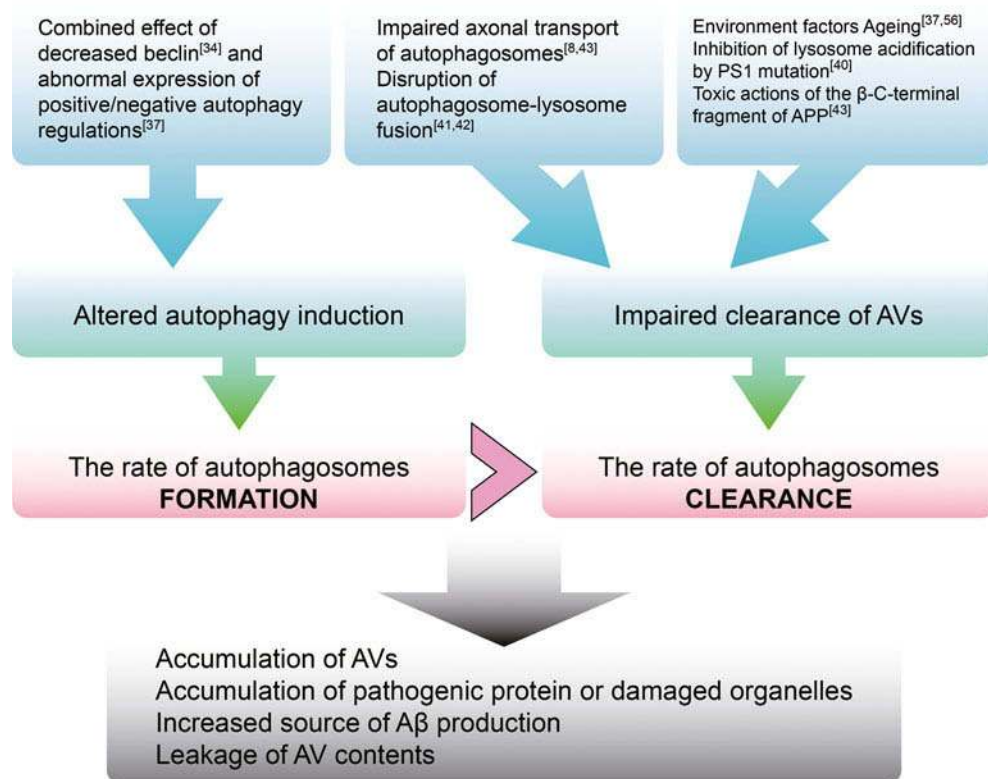 Combined effect of
decreased beclin[34] and
abnormal expression of
positive/negative autophagy
regulations[37]
Impaired axonal transport
of autophagosomes[8,43]
Disruption of
autophagosome-lysosome
fusion[41,42]
Environment factors Ageing[37,56]
Inhibition of lysosome acidification
by PS1 mutation[40]
Toxic actions of the β-C-terminal
fragment of APP[43]
Altered autophagy induction
Impaired clearance of AVs
The rate of autophagosomes
FORMATION
The rate of autophagosomes
CLEARANCE
Accumulation of AVs
Accumulation of pathogenic protein or damaged organelles
Increased source of Aβ production
Leakage of AV contents